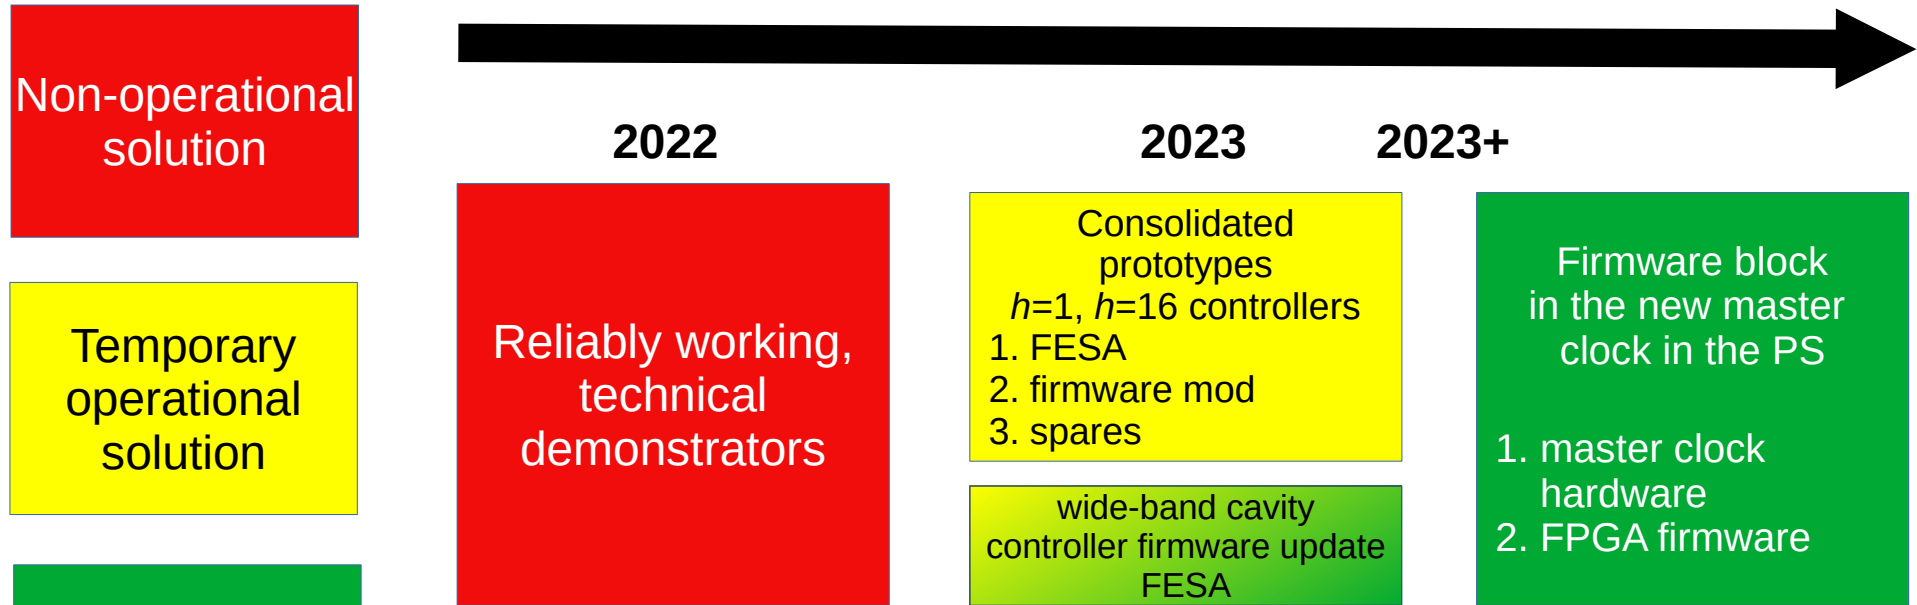 Non-operational
solution
Temporary
operational
solution
2022
2023
2023+
Reliably working,
technical
demonstrators
Consolidated
prototypes
h=1, h=16 controllers
1. FESA
2. firmware mod
3. spares
wide-band cavity
controller firmware update
FESA
Firmware block
in the new master
clock in the PS
1. master clock
hardware
2. FPGA firmware